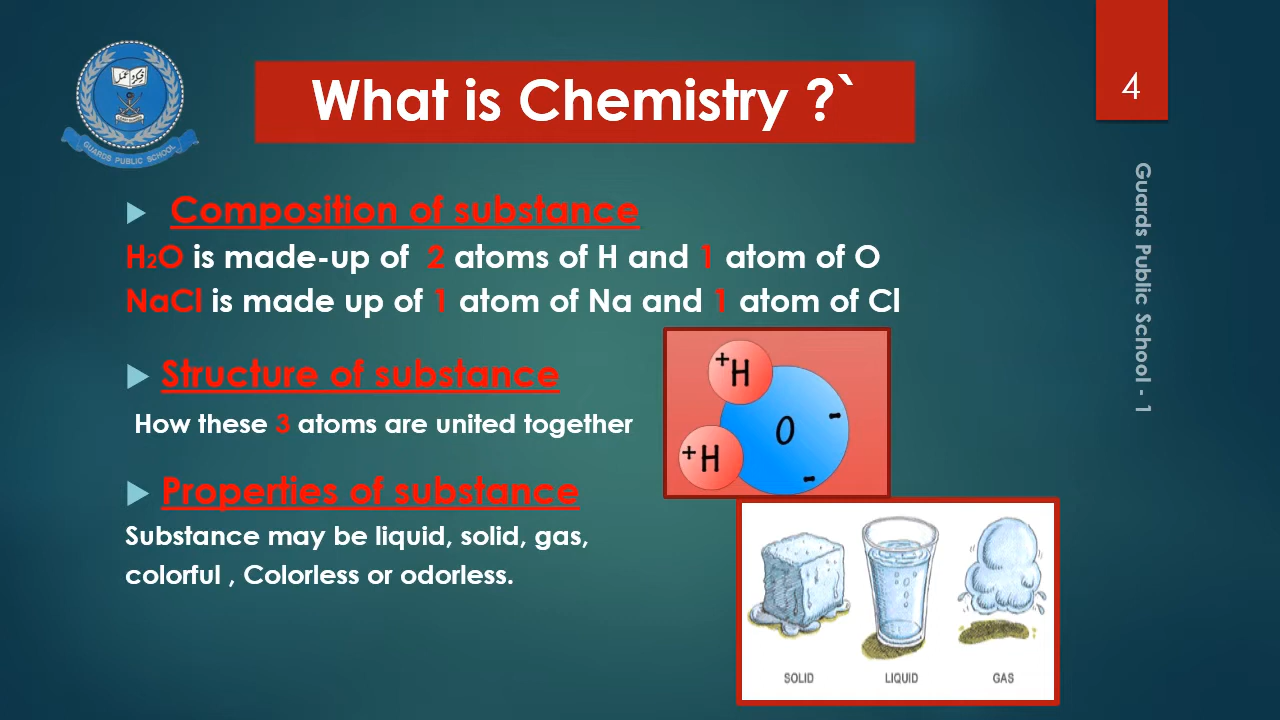 What is Chemistry ?`
4
GUARDS PUBLIC SCHOOL
Guards Public School - 1
Composition of substance
H₂O is made-up of 2 atoms of H and 1 atom of O
NaCl is made up of 1 atom of Na and 1 atom of Cl
Structure of substance
How these 3 atoms are united together
+H
O -
+H
-
Properties of substance
Substance may be liquid, solid, gas,
colorful , Colorless or odorless.
SOLID LIQUID GAS